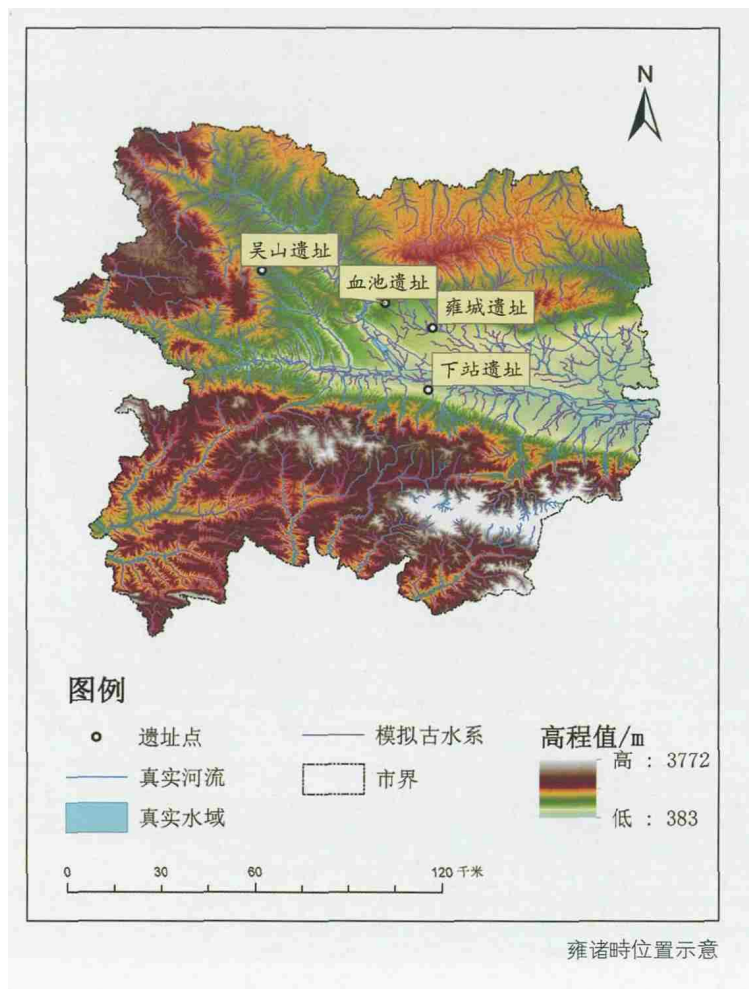 N
吴山遗址
血池遗址
雍城遗址
下站遗址
图例
遗址点
模拟古水系
高程值/m
高 : 3772
真实河流
市界
真实水域
低 : 383
0 30 60 120 千米
雍诸畤位置示意